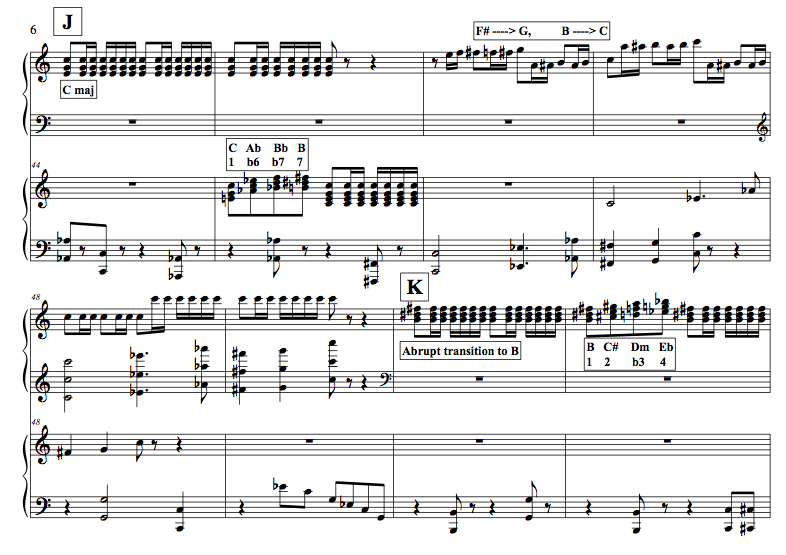 6
J
F# ----> G, B ----> C
C maj
44
C Ab Bb B
1 b6 b7 7
48
K
Abrupt transition to B
B C# Dm Eb
1 2 b3 4
48